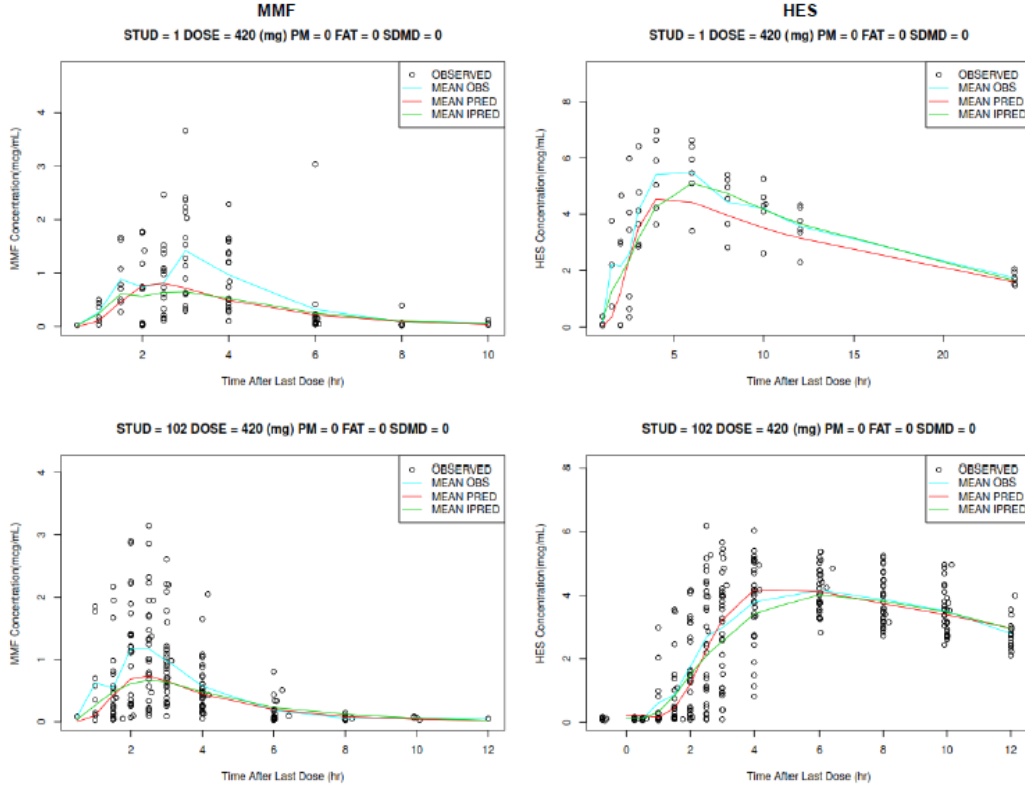 MMF
HES
STUD = 1 DOSE = 420 (mg) PM = 0 FAT = 0 SDMD = 0
OBSERVED
MEAN OBS
MEAN PRED
MEAN IPRED
MMF Concentration(mcg/mL)
0
1
2
3
4
2
4
6
8
10
Time After Last Dose (hr)
STUD = 1 DOSE = 420 (mg) PM = 0 FAT = 0 SDMD = 0
OBSERVED
MEAN OBS
MEAN PRED
MEAN IPRED
HES Concentration(mcg/mL)
0
2
4
6
8
5
10
15
20
Time After Last Dose (hr)
STUD = 102 DOSE = 420 (mg) PM = 0 FAT = 0 SDMD = 0
OBSERVED
MEAN OBS
MEAN PRED
MEAN IPRED
MMF Concentration(mcg/mL)
0
1
2
3
4
2
4
6
8
10
12
Time After Last Dose (hr)
STUD = 102 DOSE = 420 (mg) PM = 0 FAT = 0 SDMD = 0
OBSERVED
MEAN OBS
MEAN PRED
MEAN IPRED
HES Concentration(mcg/mL)
0
2
4
6
8
0
2
4
6
8
10
12
Time After Last Dose (hr)